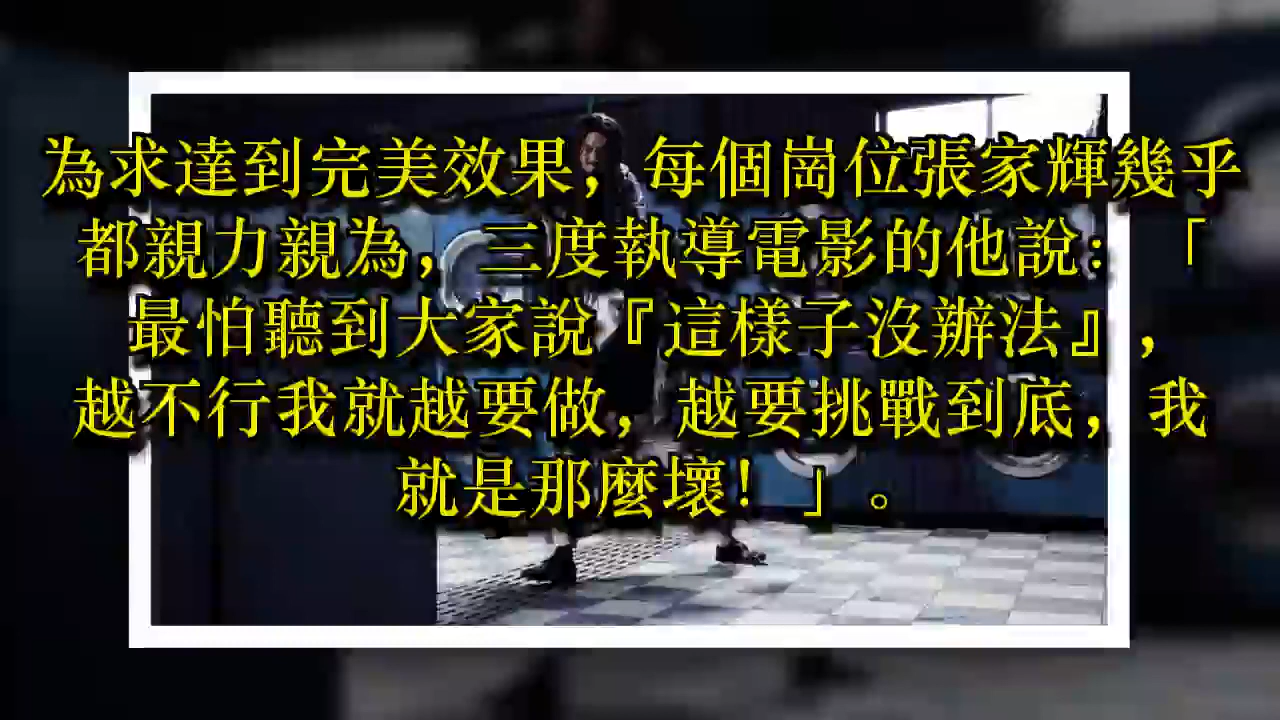 為求達到完美效果，每個崗位張家輝幾乎
都親力親為，三度執導電影的他說：「
最怕聽到大家說『這樣子沒辦法』，
越不行我就越要做，越要挑戰到底，我
就是那麼壞！」。